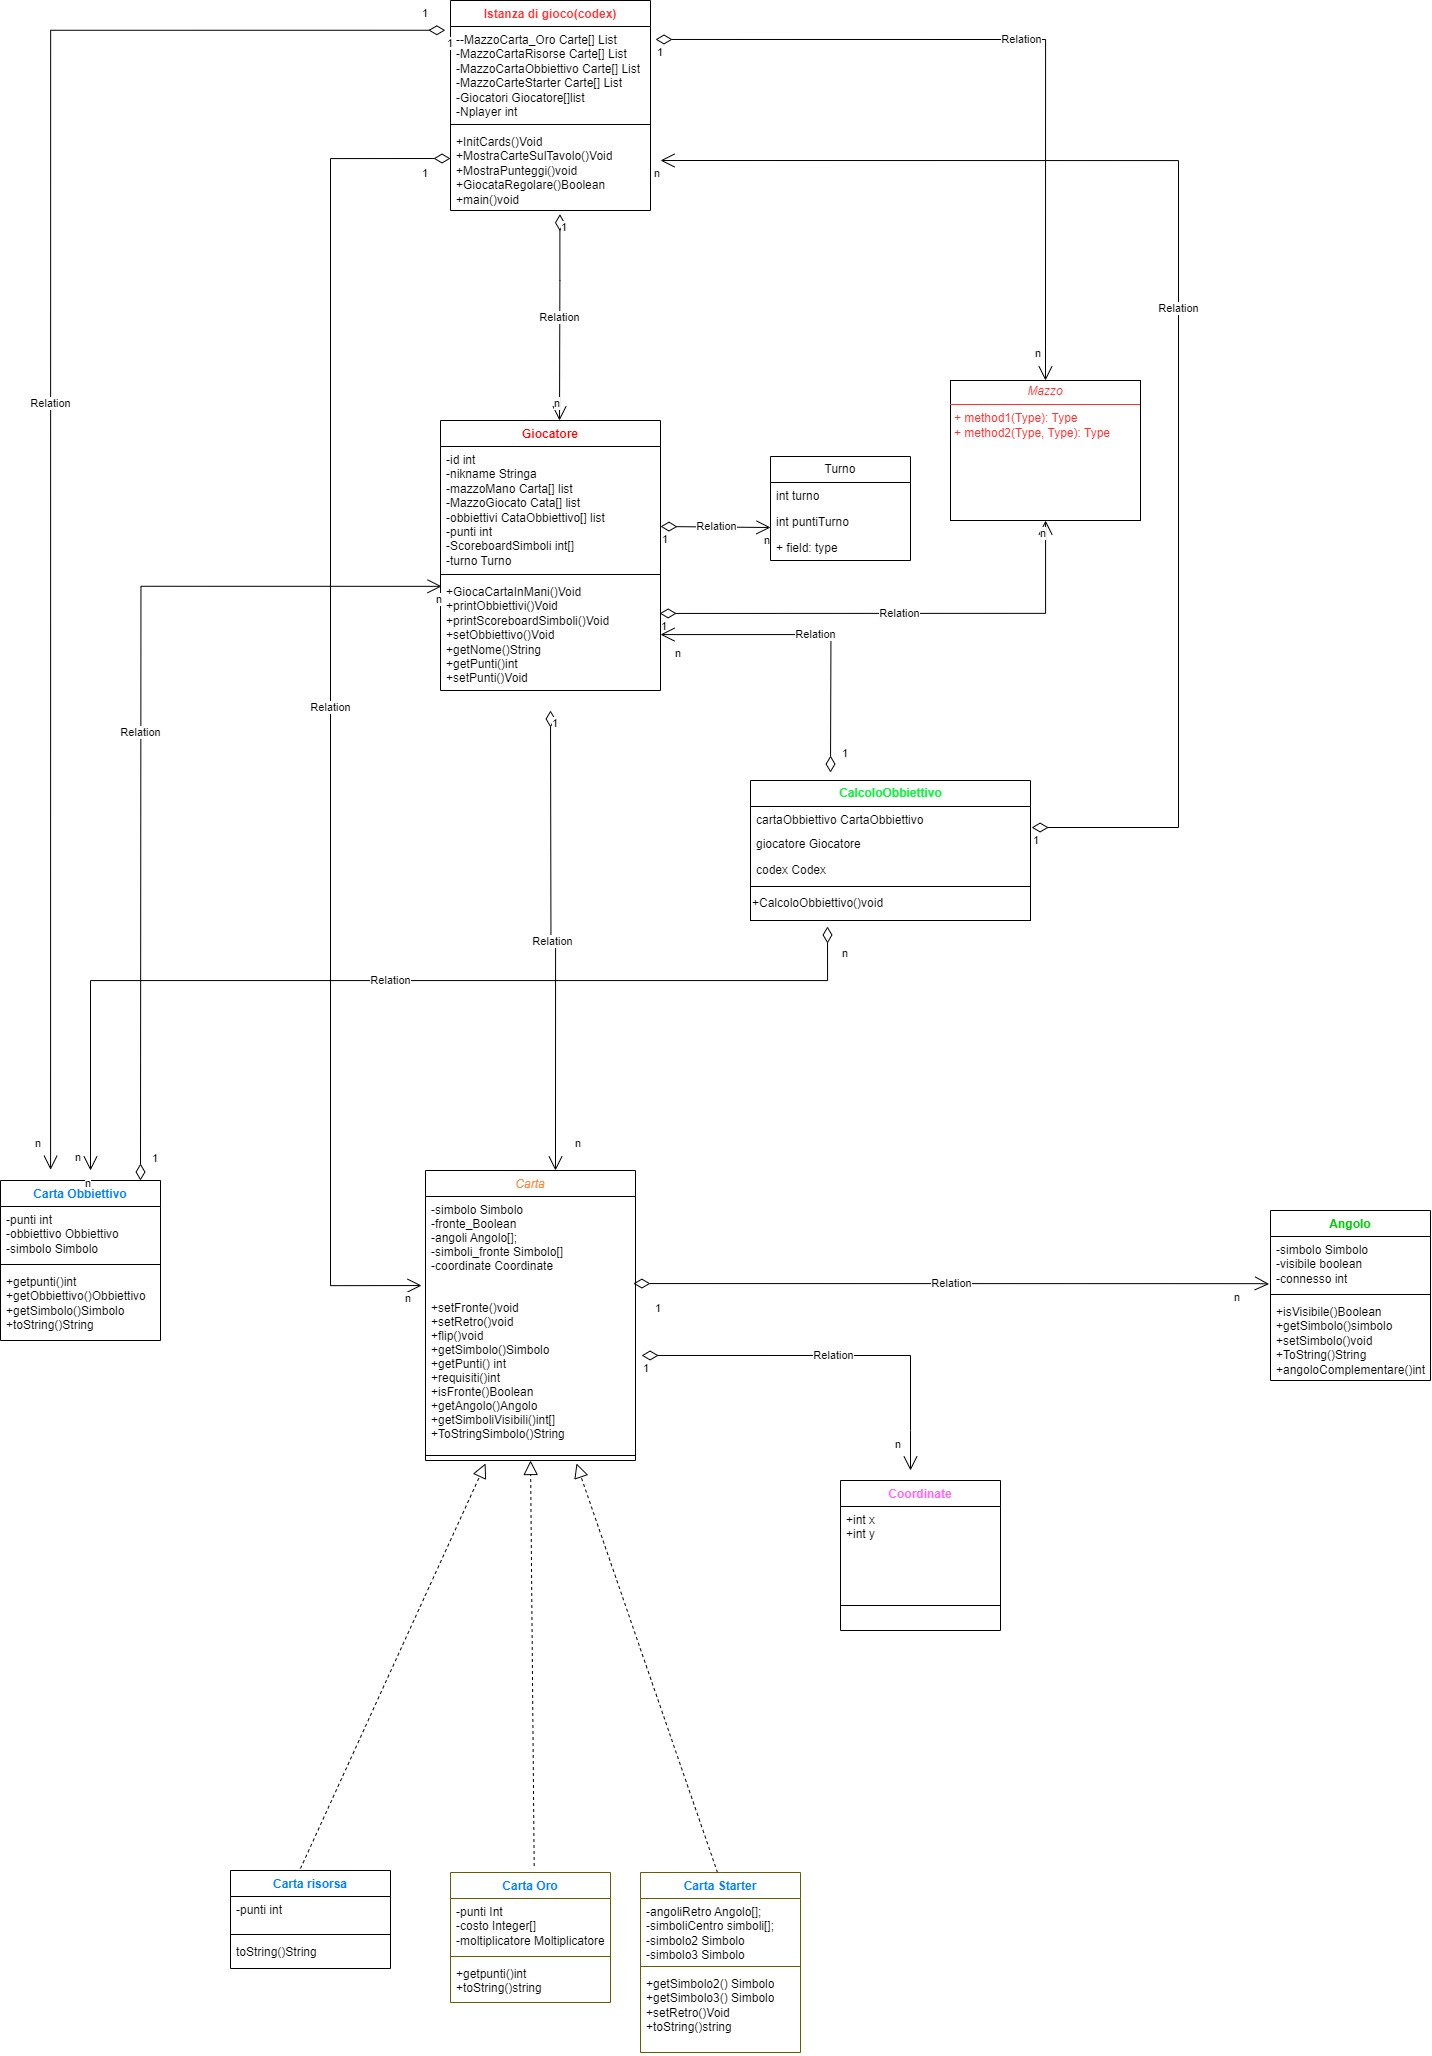 1
Istanza di gioco(codex)
1
--MazzoCarta_Oro Carte[] List
-MazzoCartaRisorse Carte[] List
-MazzoCartaObbiettivo Carte[] List
-MazzoCarteStarter Carte[] List
-Giocatori Giocatore[]list
-Nplayer int
1
Relation
+InitCards()Void
+MostraCarteSulTavolo()Void
+MostraPunteggi()void
+GiocataRegolare()Boolean
+main()void
1
n
1
Relation
Relation
n
Relation
n
Mazzo
+ method1(Type): Type
+ method2(Type, Type): Type
n
Giocatore
-id int
-nikname Stringa
-mazzoMano Carta[] list
-MazzoGiocato Cata[] list
-obbiettivi CataObbiettivo[] list
-punti int
-ScoreboardSimboli int[]
-turno Turno
1
Relation
n
Turno
int turno
int puntiTurno
+ field: type
n
+GiocaCartaInMani()Void
+printObbiettivi()Void
+printScoreboardSimboli()Void
+setObbiettivo()Void
+getNome()String
+getPunti()int
+setPunti()Void
1
Relation
Relation
n
Relation
Relation
1
1
CalcoloObbiettivo
cartaObbiettivo CartaObbiettivo
giocatore Giocatore
codex Codex
+CalcoloObbiettivo()void
1
Relation
n
Relation
n
n
1
n
n
Carta Obbiettivo
-punti int
-obbiettivo Obbiettivo
-simbolo Simbolo
+getpunti()int
+getObbiettivo()Obbiettivo
+getSimbolo()Simbolo
+toString()String
n
Carta
-simbolo Simbolo
-fronte_Boolean
-angoli Angolo[];
-simboli_fronte Simbolo[]
-coordinate Coordinate
+setFronte()void
+setRetro()void
+flip()void
+getSimbolo()Simbolo
+getPunti() int
+requisiti()int
+isFronte()Boolean
+getAngolo()Angolo
+getSimboliVisibili()int[]
+ToStringSimbolo()String
n
1
Relation
n
Angolo
-simbolo Simbolo
-visibile boolean
-connesso int
+isVisibile()Boolean
+getSimbolo()simbolo
+setSimbolo()void
+ToString()String
+angoloComplementare()int
1
Relation
n
Coordinate
+int x
+int y
Carta risorsa
-punti int
toString()String
Carta Oro
-punti Int
-costo Integer[]
-moltiplicatore Moltiplicatore
+getpunti()int
+toString()string
Carta Starter
-angoliRetro Angolo[];
-simboliCentro simboli[];
-simbolo2 Simbolo
-simbolo3 Simbolo
+getSimbolo2() Simbolo
+getSimbolo3() Simbolo
+setRetro()Void
+toString()string